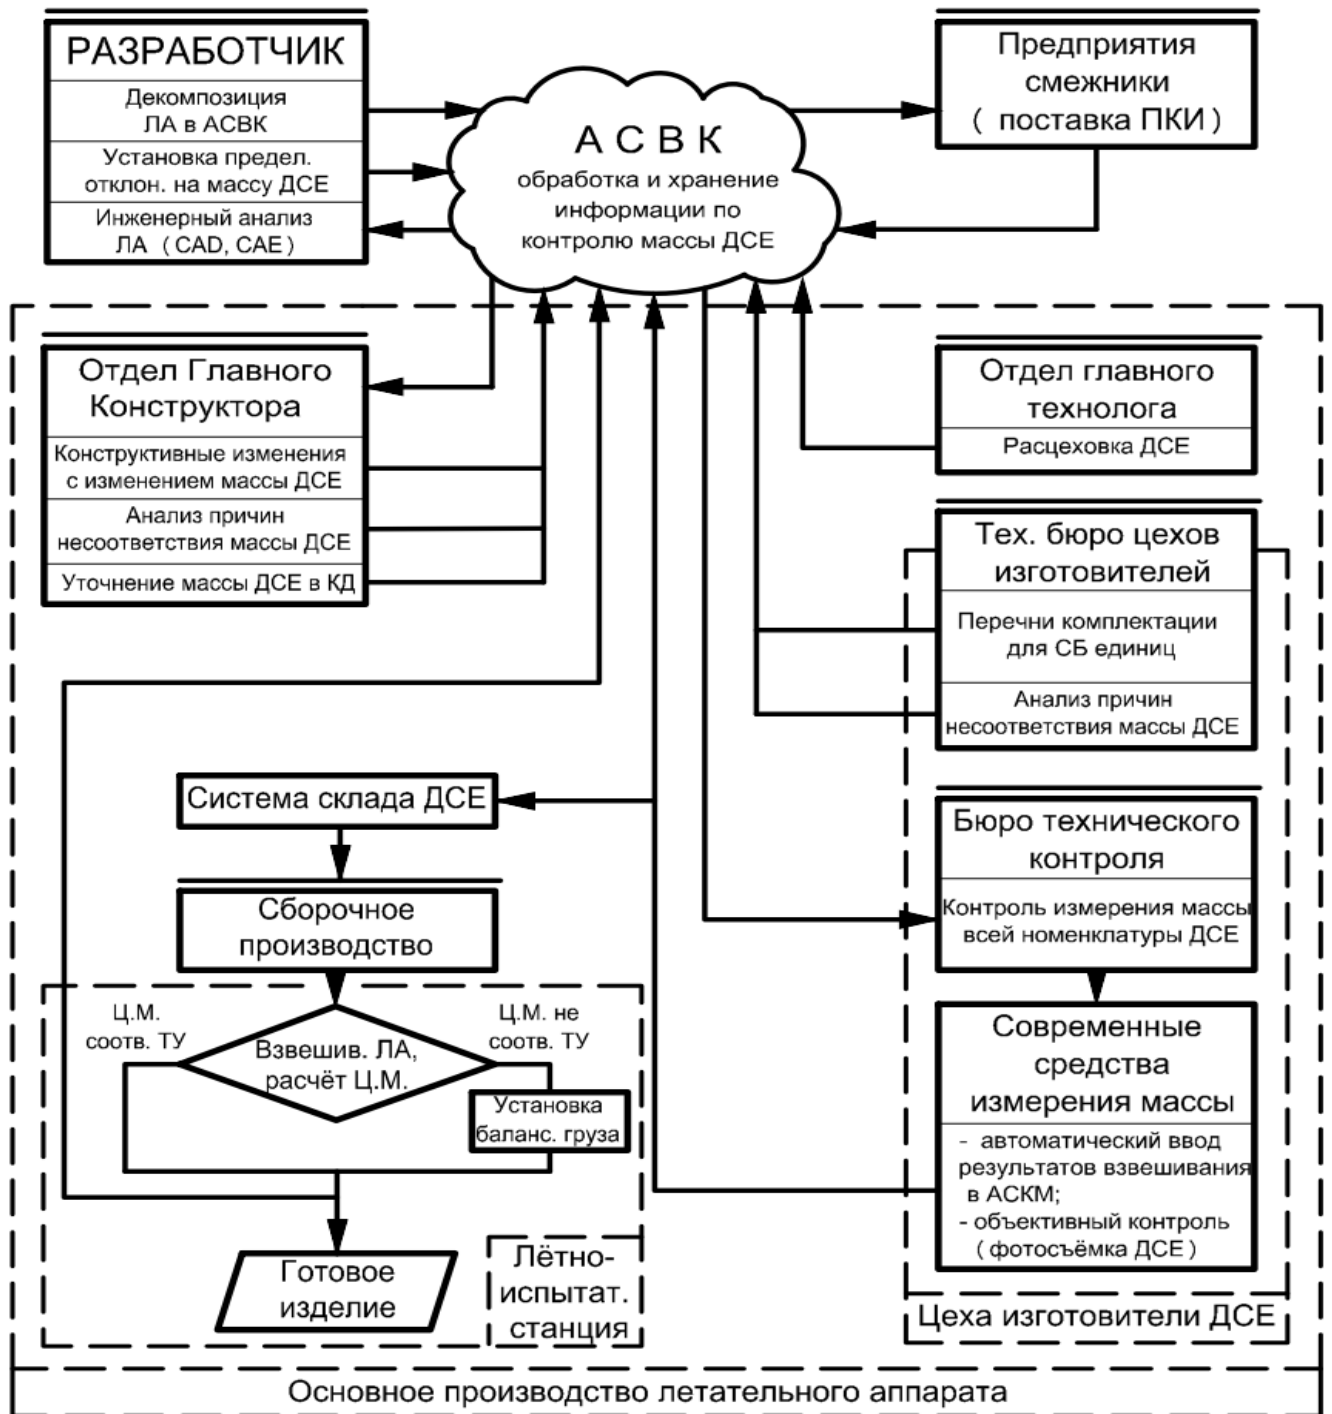 РАЗРАБОТЧИК
Декомпозиция
ЛА в АСВК
Установка предел.
отклон. на массу ДСЕ
Инженерный анализ
ЛА ( CAD, CAE )
А С В К
обработка и хранение
информации по
контролю массы ДСЕ
Предприятия
смежники
( поставка ПКИ )
Отдел Главного
Конструктора
Конструктивные изменения
с изменением массы ДСЕ
Анализ причин
несоответствия массы ДСЕ
Уточнение массы ДСЕ в КД
Отдел главного
технолога
Расцеховка ДСЕ
Тех. бюро цехов
изготовителей
Перечни комплектации
для СБ единиц
Анализ причин
несоответствия массы ДСЕ
Система склада ДСЕ
Сборочное
производство
Бюро технического
контроля
Контроль измерения массы
всей номенклатуры ДСЕ
Ц.М.
соотв. ТУ
Взвешив. ЛА,
расчёт Ц.М.
Ц.М. не
соотв. ТУ
Установка
баланс. груза
Современные
средства
измерения массы
- автоматический ввод
результатов взвешивания
в АСКМ;
- объективный контроль
( фотосъёмка ДСЕ )
Готовое
изделие
Лётно-
испытат.
станция
Цеха изготовители ДСЕ
Основное производство летательного аппарата